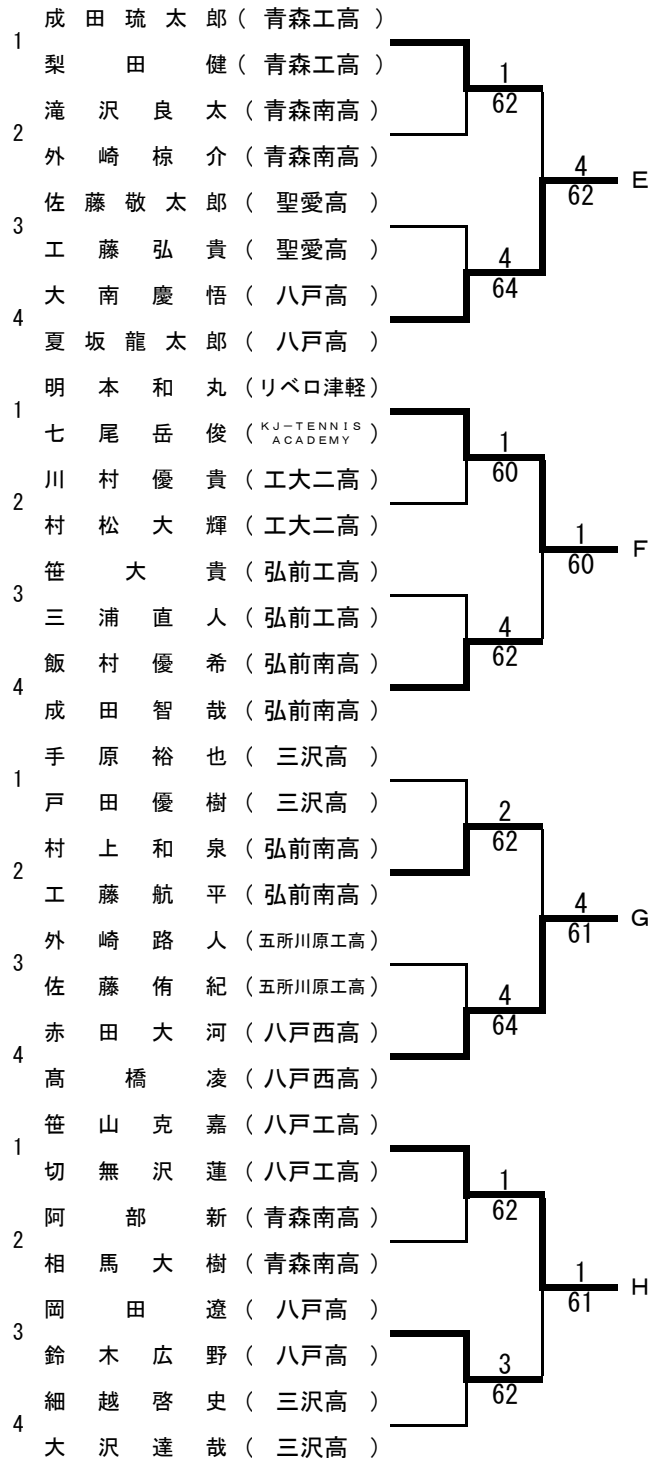 成田琉太郎(青森工高)
1
梨田健(青森工高)
1
62
滝沢良太(青森南高)
2
外崎椋介(青森南高)
4
62
E
佐藤敬太郎(聖愛高)
3
工藤弘貴(聖愛高)
4
64
大南慶悟(八戸高)
4
夏坂龍太郎(八戸高)
明本和丸(リベロ津軽)
1
七尾岳俊(KJ-TENNIS ACADEMY)
1
60
川村優貴(工大二高)
2
村松大輝(工大二高)
1
60
F
笹大貴(弘前工高)
3
三浦直人(弘前工高)
4
62
飯村優希(弘前南高)
4
成田智哉(弘前南高)
手原裕也(三沢高)
1
戸田優樹(三沢高)
2
62
村上和泉(弘前南高)
2
工藤航平(弘前南高)
4
61
G
外崎路人(五所川原工高)
3
佐藤侑紀(五所川原工高)
4
64
赤田大河(八戸西高)
4
髙橋凌(八戸西高)
笹山克嘉(八戸工高)
1
切無沢蓮(八戸工高)
1
62
阿部新(青森南高)
2
相馬大樹(青森南高)
1
61
H
岡田遼(八戸高)
3
鈴木広野(八戸高)
3
62
細越啓史(三沢高)
4
大沢達哉(三沢高)